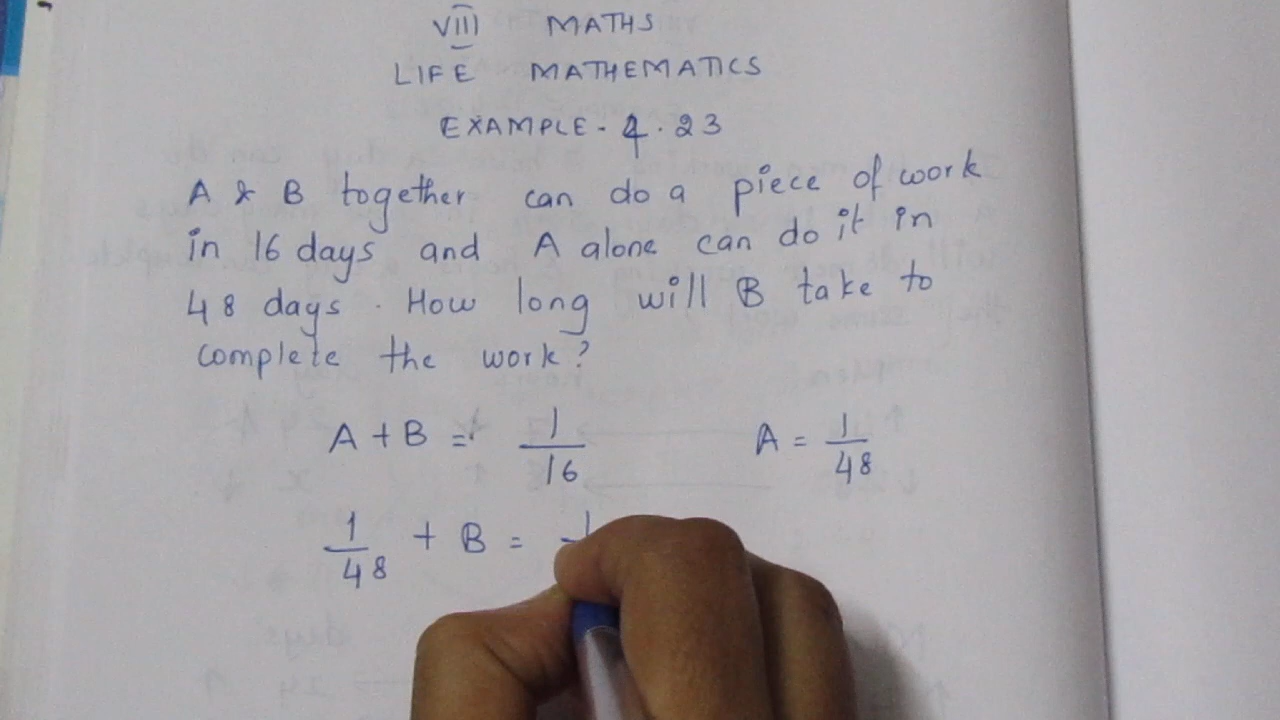 VIII MATHS
LIFE MATHEMATICS
EXAMPLE - 4.23
A & B together can do a piece of work
in 16 days and A alone can do it in
48 days. How long will B take to
complete the work?
A + B = 1/16 A = 1/48
1/48 + B = 1